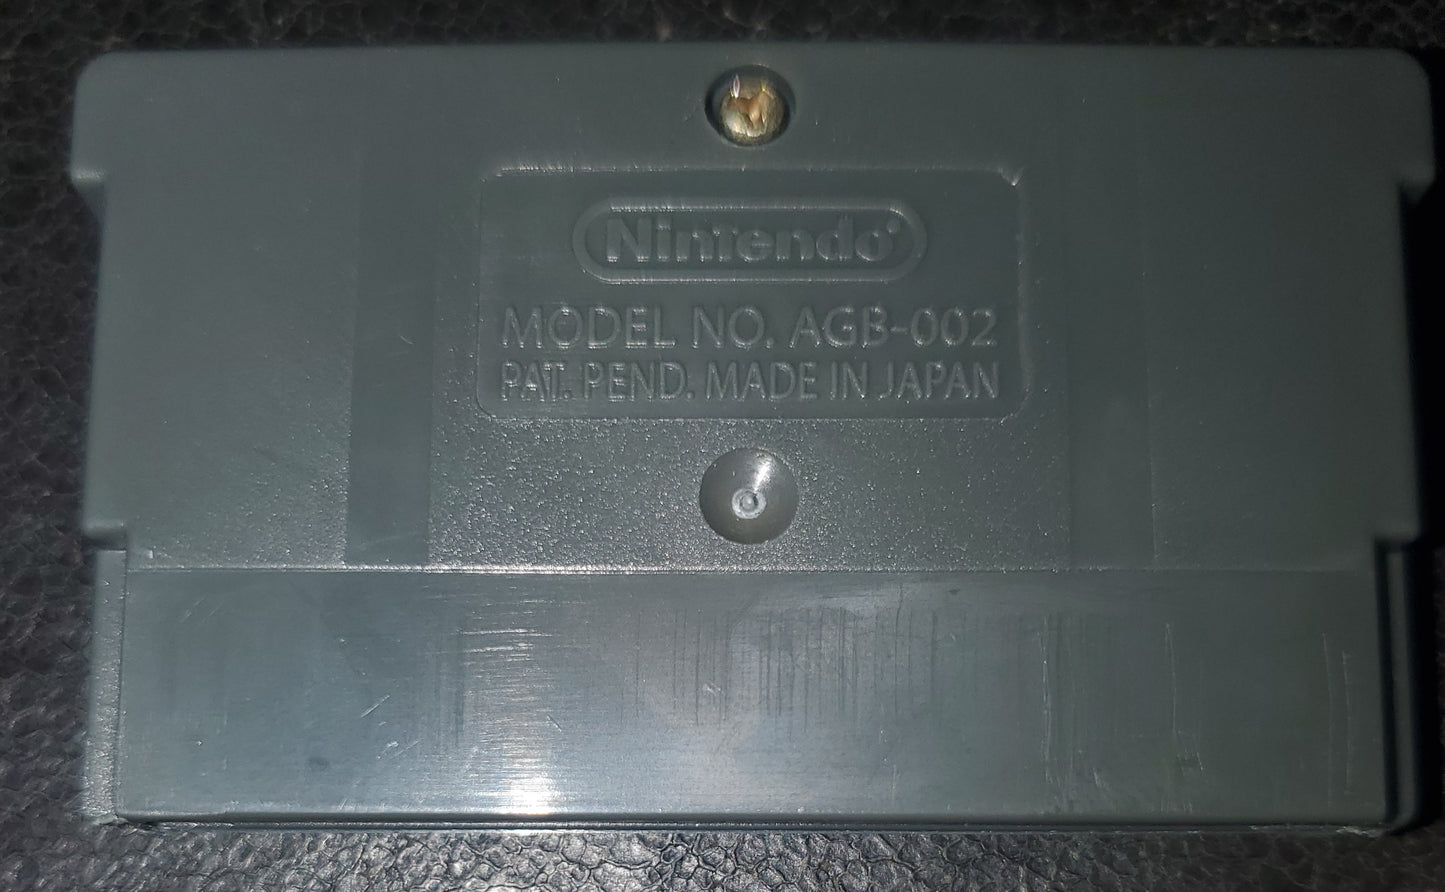 Nintendo
MODEL NO. AGB-002
PAT. PEND. MADE IN JAPAN